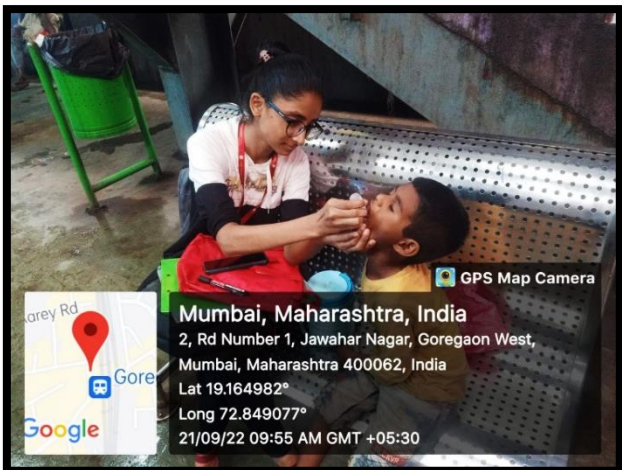 GPS Map Camera
arey Rd
Gore
Google
Mumbai, Maharashtra, India
2, Rd Number 1, Jawahar Nagar, Goregaon West,
Mumbai, Maharashtra 400062, India
Lat 19.164982°
Long 72.849077°
21/09/22 09:55 AM GMT +05:30